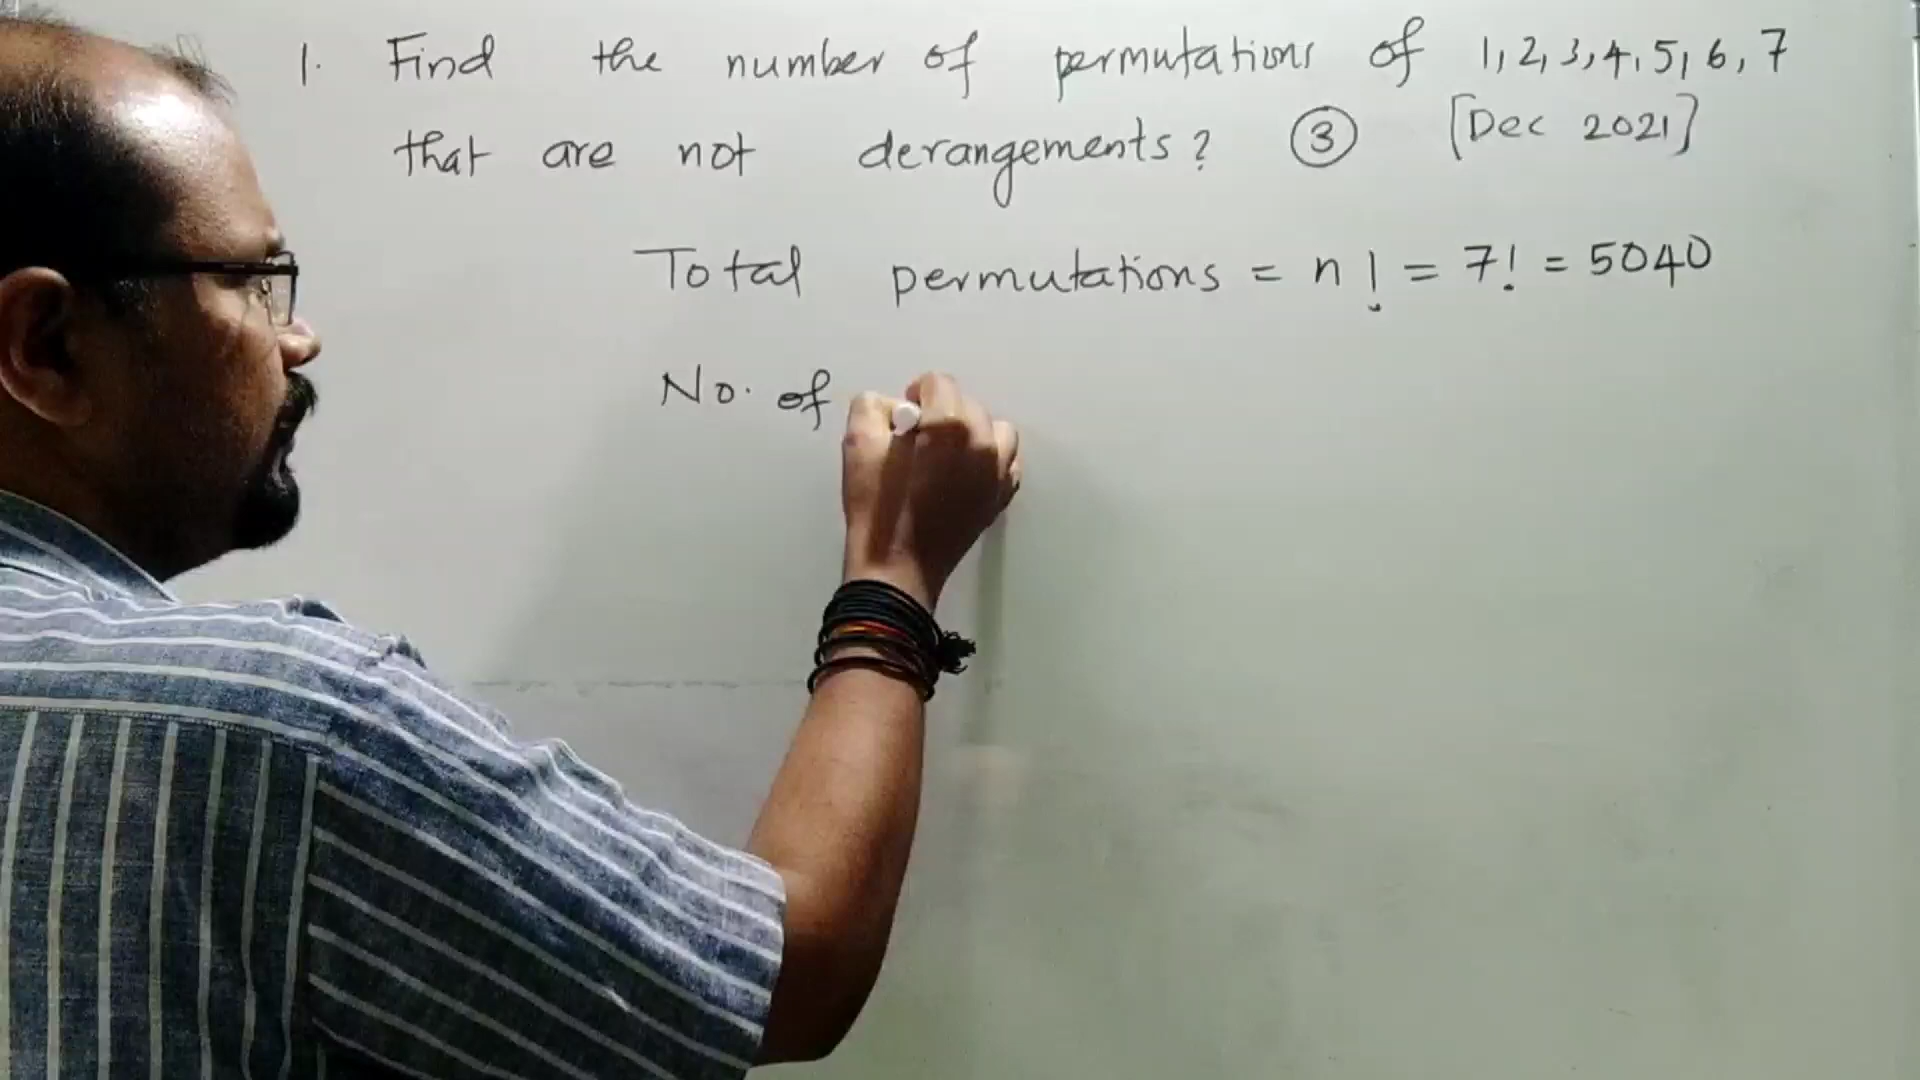 1. Find the number of permutations of 1, 2, 3, 4, 5, 6, 7
that are not derangements? ③ [Dec 2021]
Total permutations = n! = 7! = 5040
No. of